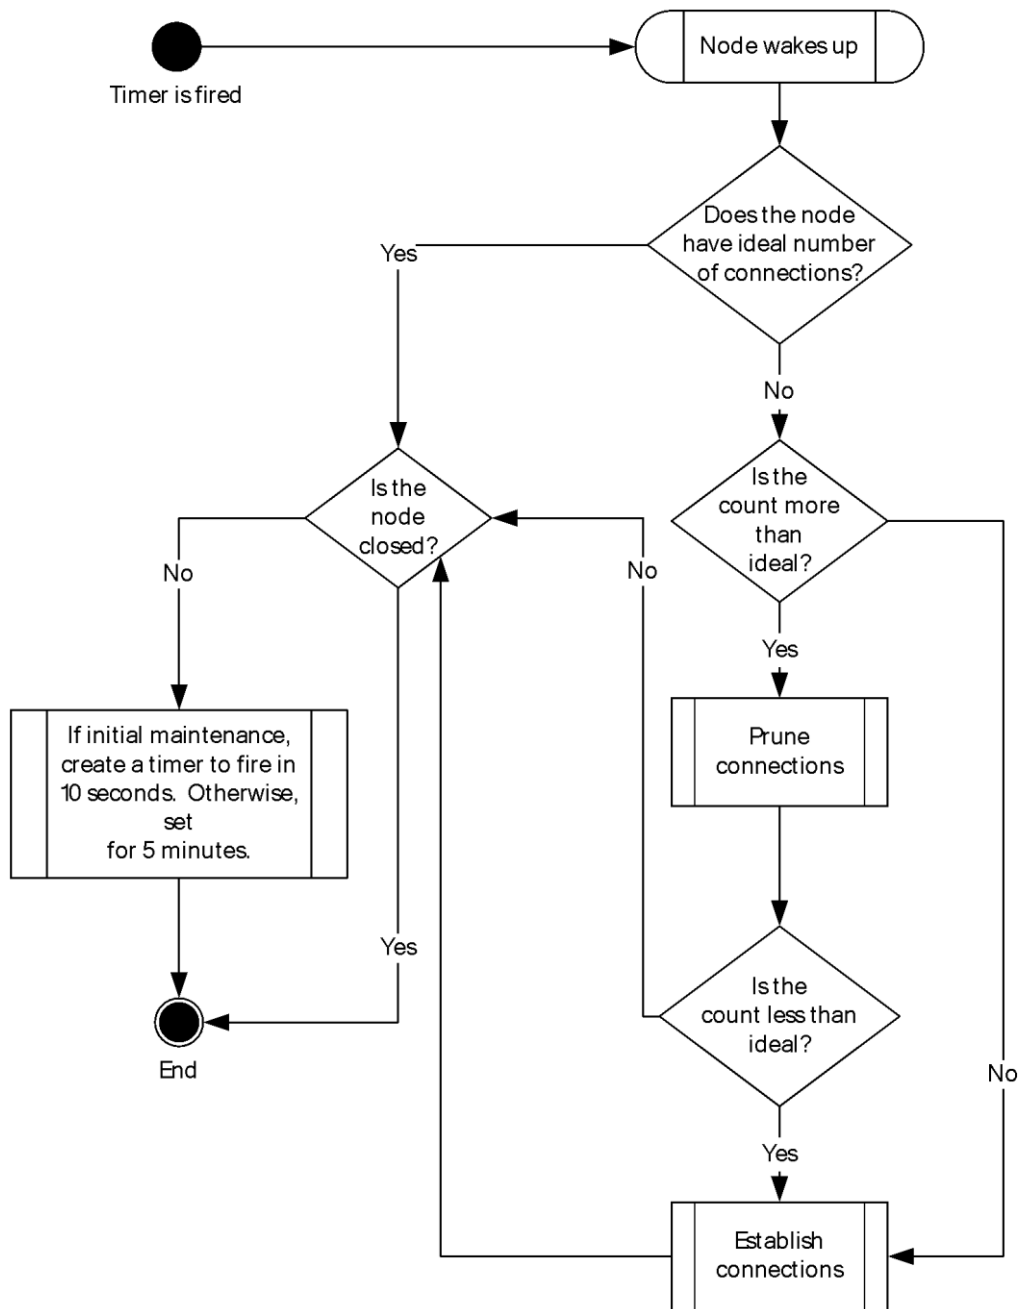 Node wakes up
Timer is fired
Does the node
have ideal number
of connections?
Yes
No
Is the
node
closed?
Is the
count more
than
ideal?
No
No
Yes
If initial maintenance,
create a timer to fire in
10 seconds.  Otherwise,
set
for 5 minutes.
Prune
connections
Yes
Is the
count less than
ideal?
End
No
Yes
Establish
connections